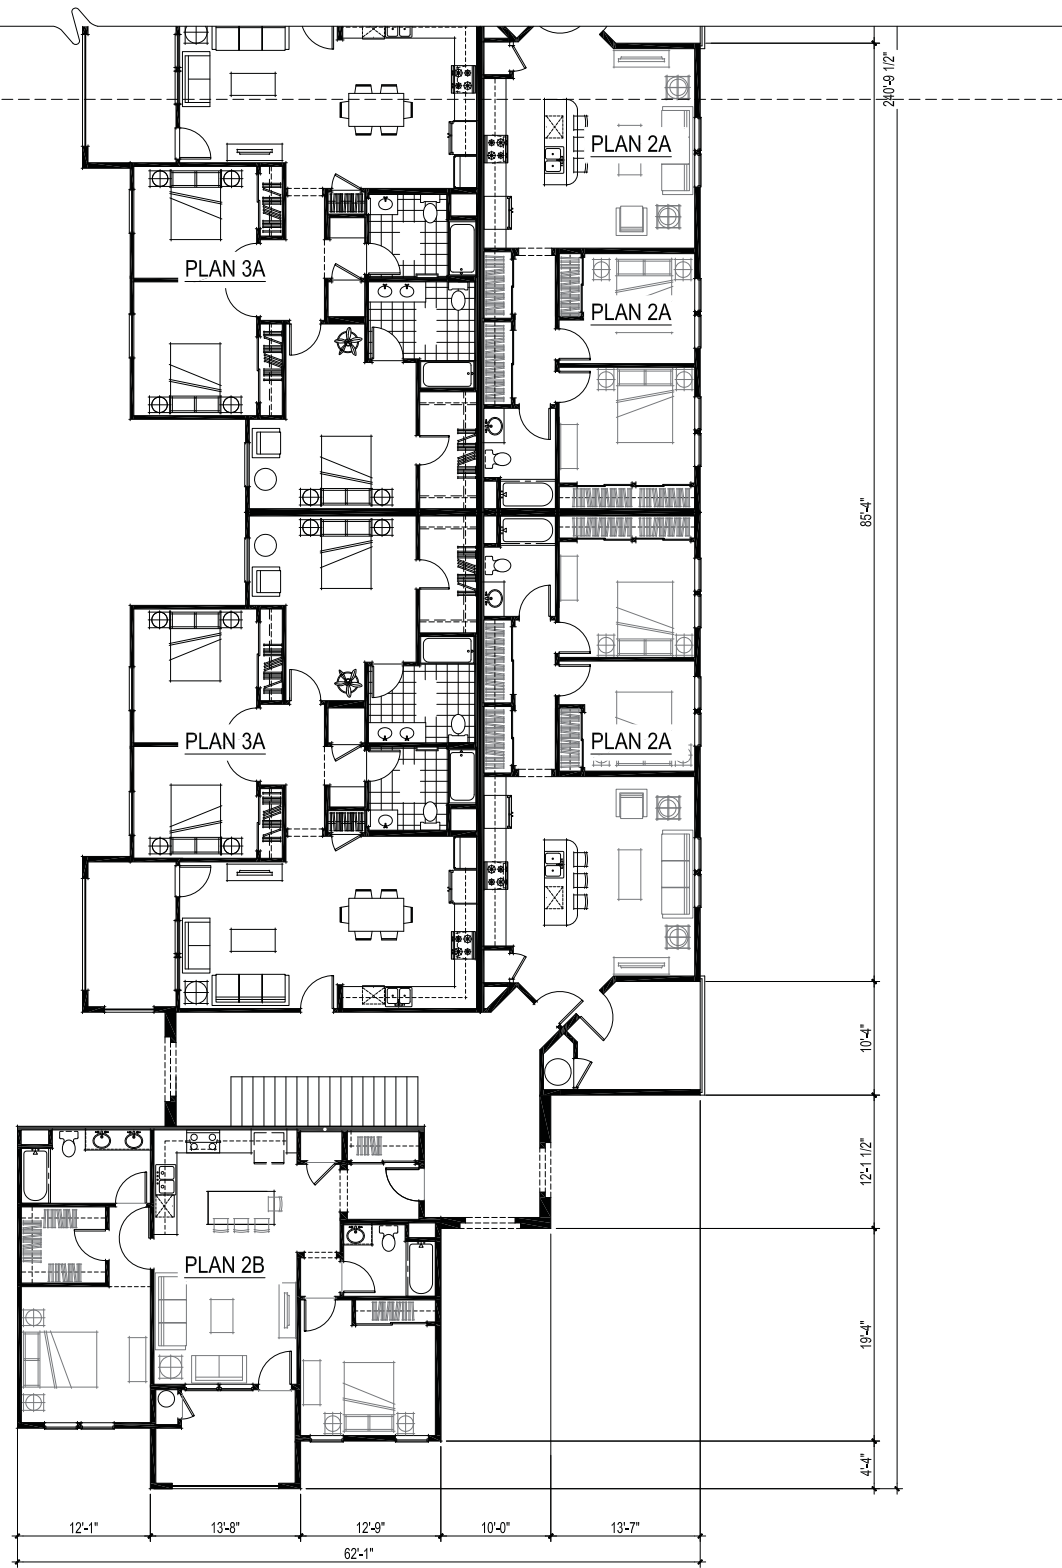 240'-9 1/2"
PLAN 2A
PLAN 3A
PLAN 2A
85'-4"
PLAN 3A
PLAN 2A
10'-4"
12'-1 1/2"
PLAN 2B
19'-4"
4'-4"
12'-1"
13'-8"
12'-9"
10'-0"
13'-7"
62'-1"